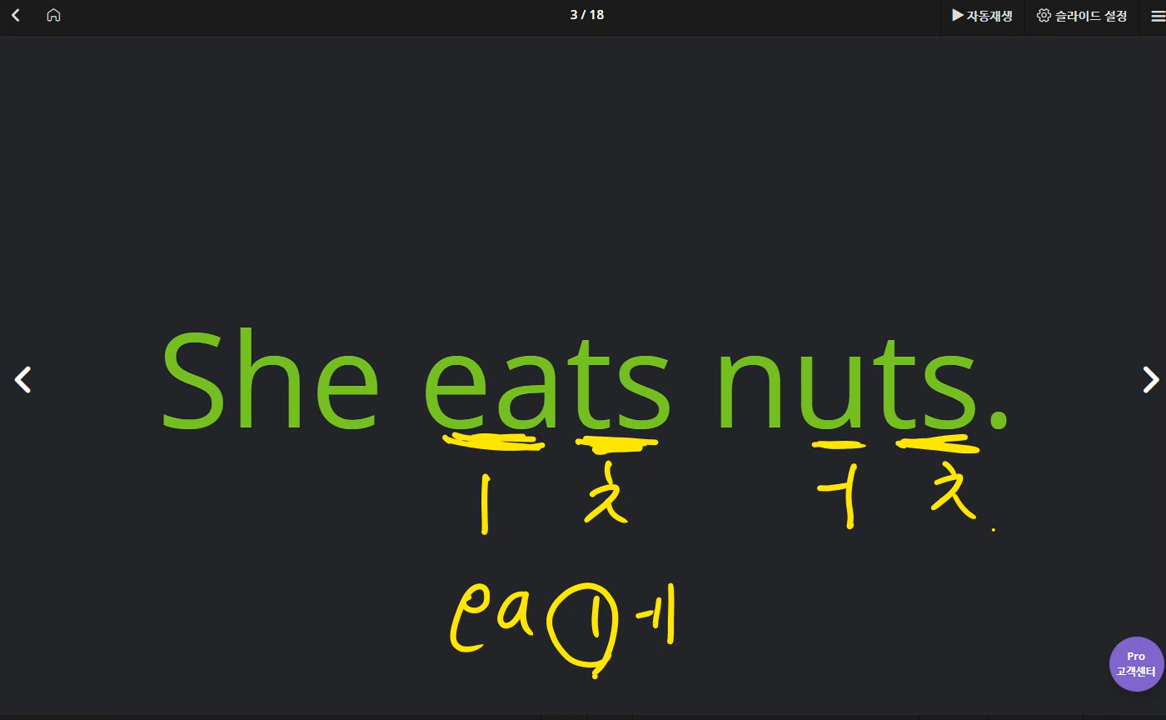 3 / 18
▶ 자동재생
슬라이드 설정
She eats nuts.
ㅣ ㅊ ㅓ ㅊ
ea ㅣ ㅔ
Pro
고객센터